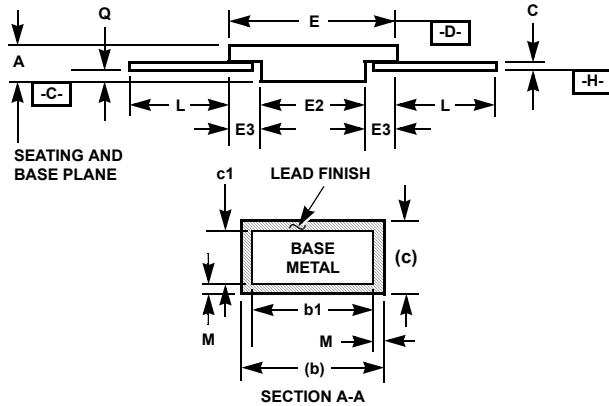 E
-D-
C
Q
A
-C-
-H-
L
E2
L
E3
E3
SEATING AND
BASE PLANE
c1
LEAD FINISH
BASE
METAL
(c)
b1
M
M
(b)
SECTION A-A